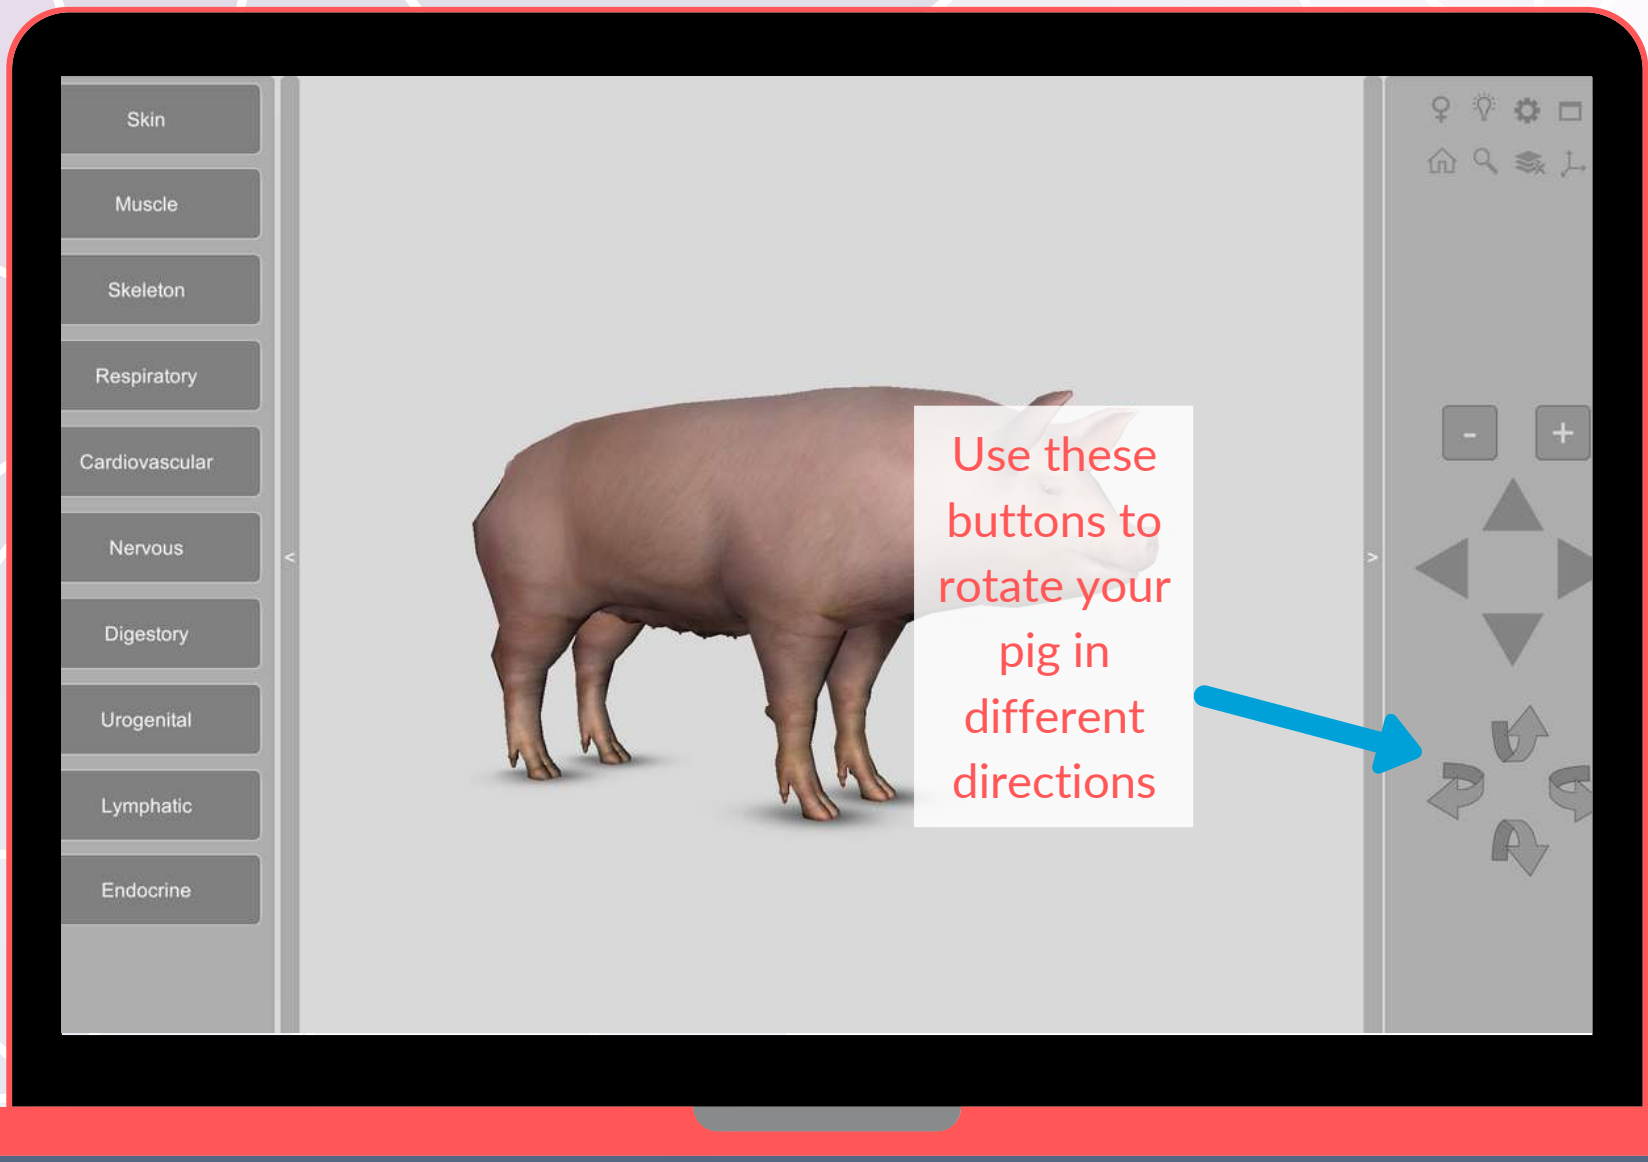 Skin
Muscle
Skeleton
Respiratory
Cardiovascular
Nervous
Digestory
Urogenital
Lymphatic
Endocrine
<
Use these
buttons to
rotate your
pig in
different
directions
>
- +